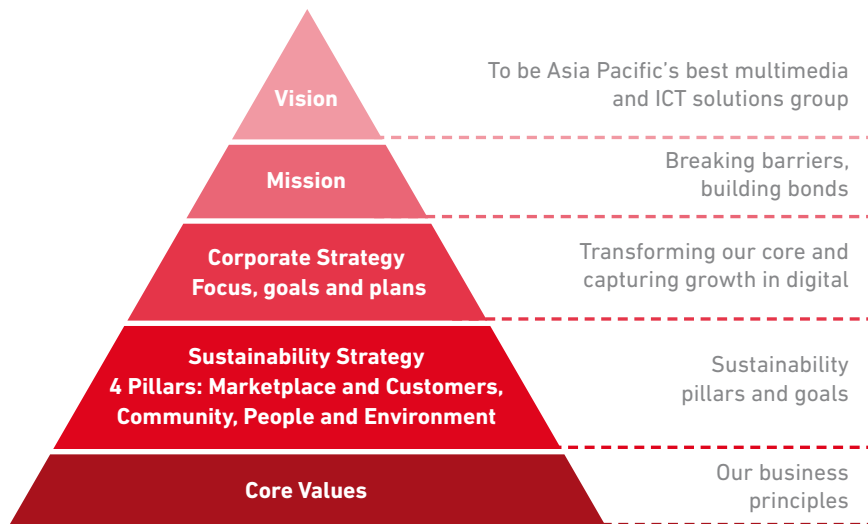 Vision
To be Asia Pacific’s best multimedia
and ICT solutions group
Mission
Breaking barriers,
building bonds
Corporate Strategy
Focus, goals and plans
Transforming our core and
capturing growth in digital
Sustainability Strategy
4 Pillars: Marketplace and Customers,
Community, People and Environment
Sustainability
pillars and goals
Core Values
Our business
principles